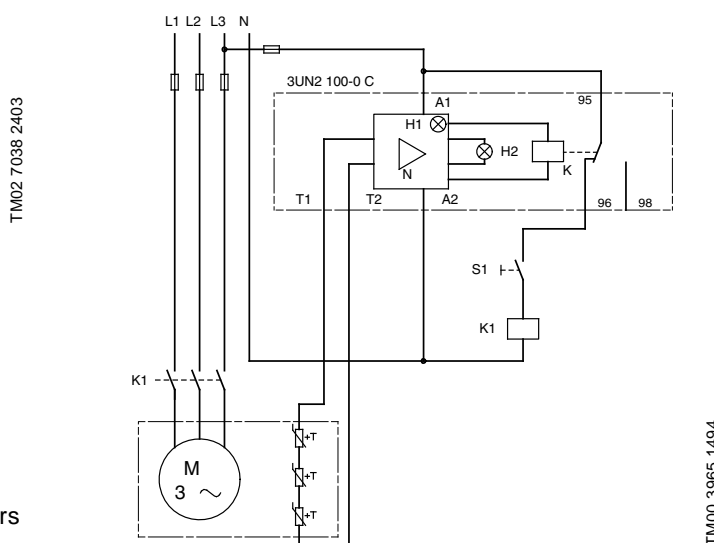 L1 L2 L3 N
3UN2 100-0 C
TM02 7038 2403
A1
95
H1
H2
N
K
T1
T2
A2
96
98
S1
K1
K1
+T
M
3
+T
+T
rs
TM00 3965 1494